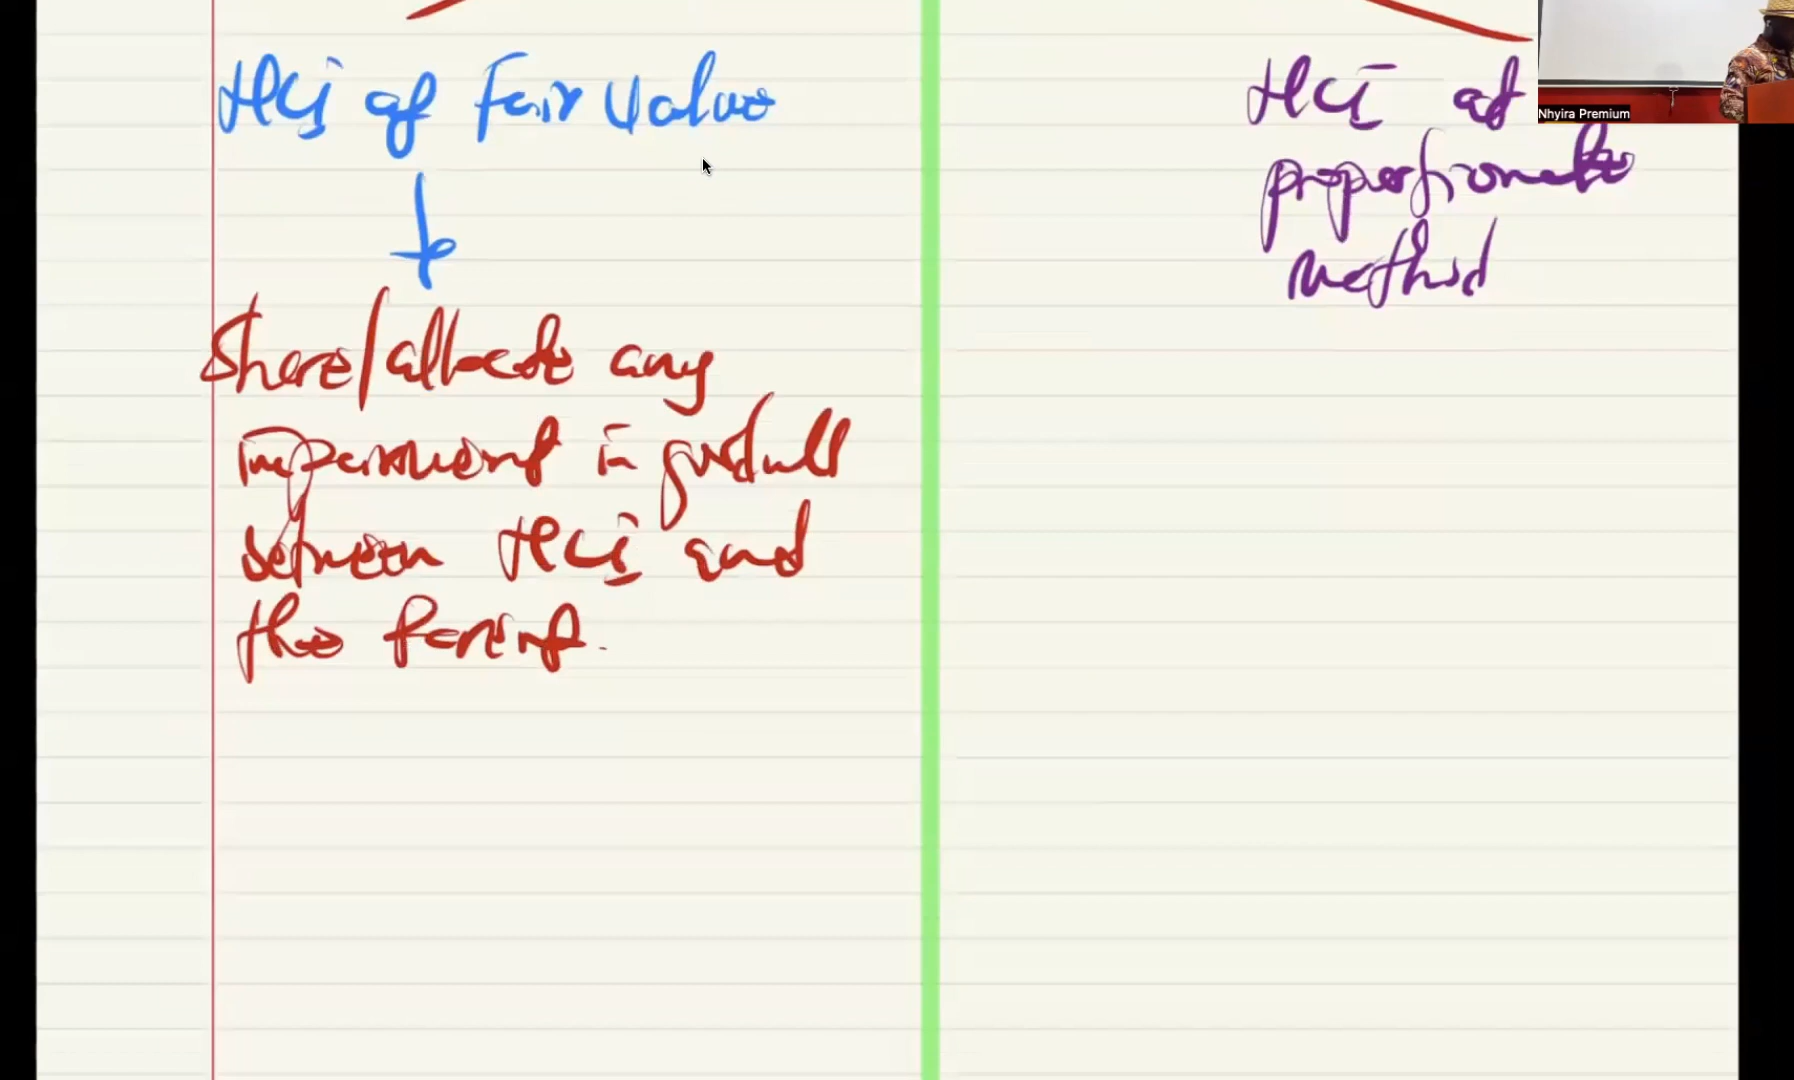 NCI at Fair Value
Share/allocate any
impairment in goodwill
between NCI and
the Parent.
NCI at
proportionate
method
Nhyira Premium